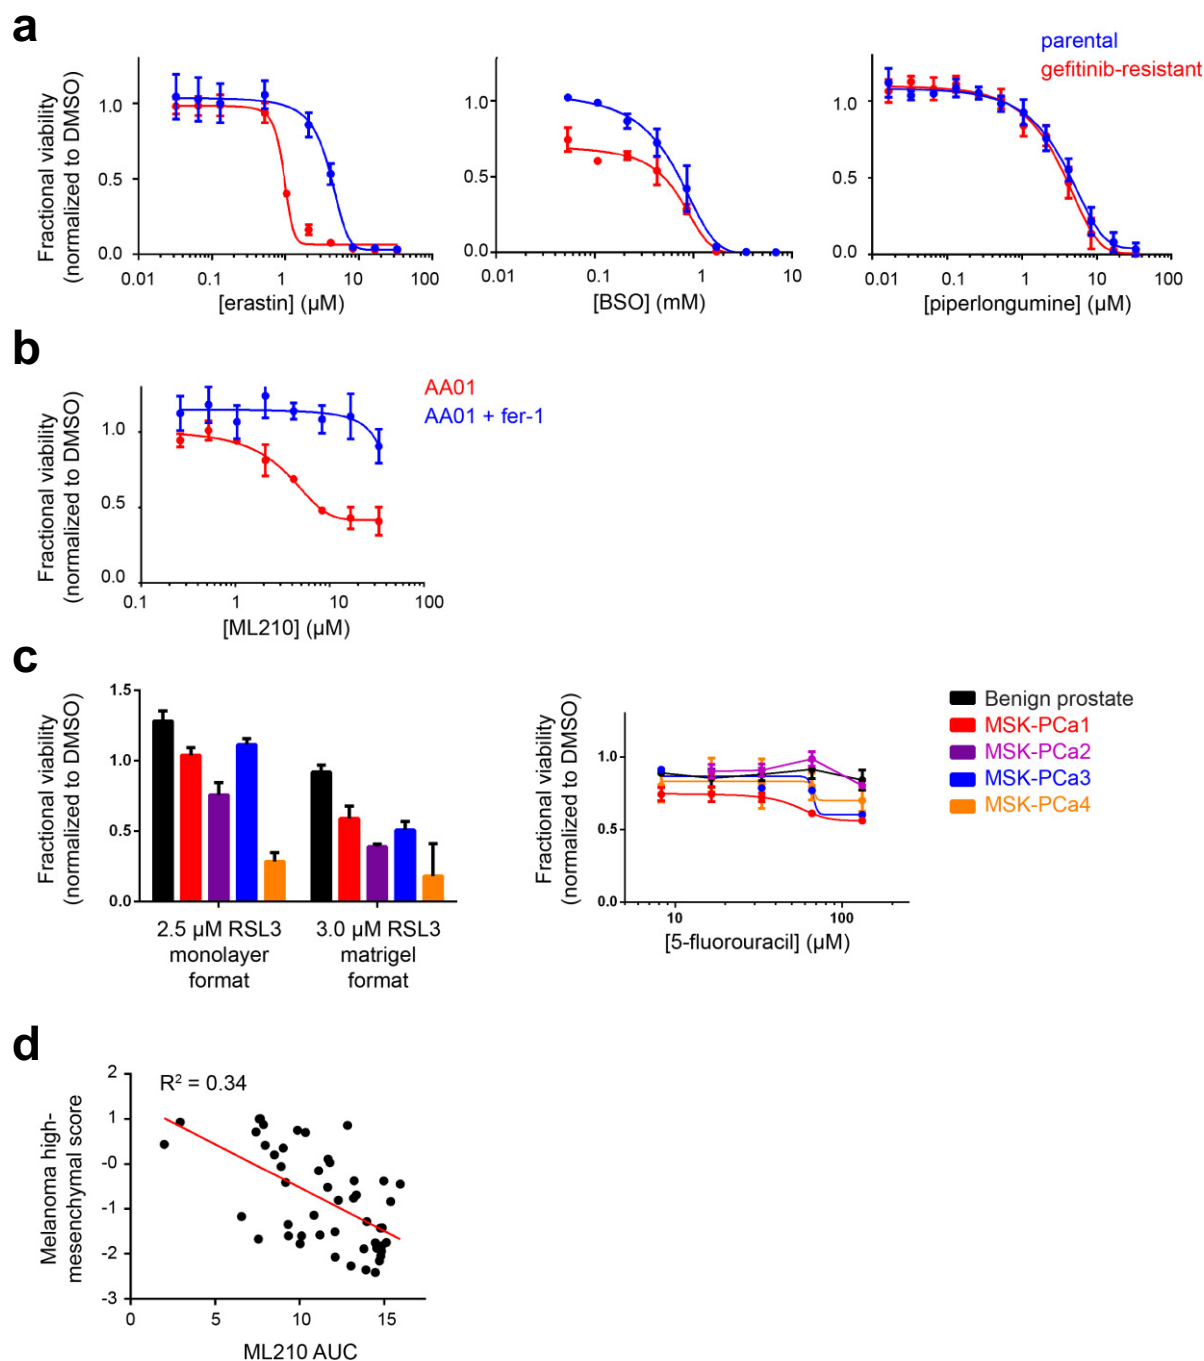 a
parental
gefitinib-resistant
Fractional viability
(normalized to DMSO)
1.0
0.5
0.0
0.01
0.1
1
10
100
[erastin] (µM)
1.0
0.5
0.0
0.01
0.1
1
10
[BSO] (mM)
1.0
0.5
0.0
0.01
0.1
1
10
100
[piperlongumine] (µM)
b
AA01
AA01 + fer-1
Fractional viability
(normalized to DMSO)
1.0
0.5
0.0
0.1
1
10
100
[ML210] (µM)
c
Fractional viability
(normalized to DMSO)
1.5
1.0
0.5
0.0
2.5 µM RSL3
monolayer
format
3.0 µM RSL3
matrigel
format
Fractional viability
(normalized to DMSO)
1.0
0.5
0.0
10
100
[5-fluorouracil] (µM)
Benign prostate
MSK-PCa1
MSK-PCa2
MSK-PCa3
MSK-PCa4
d
Melanoma high-
mesenchymal score
R² = 0.34
2
1
-0
-1
-2
-3
0
5
10
15
ML210 AUC